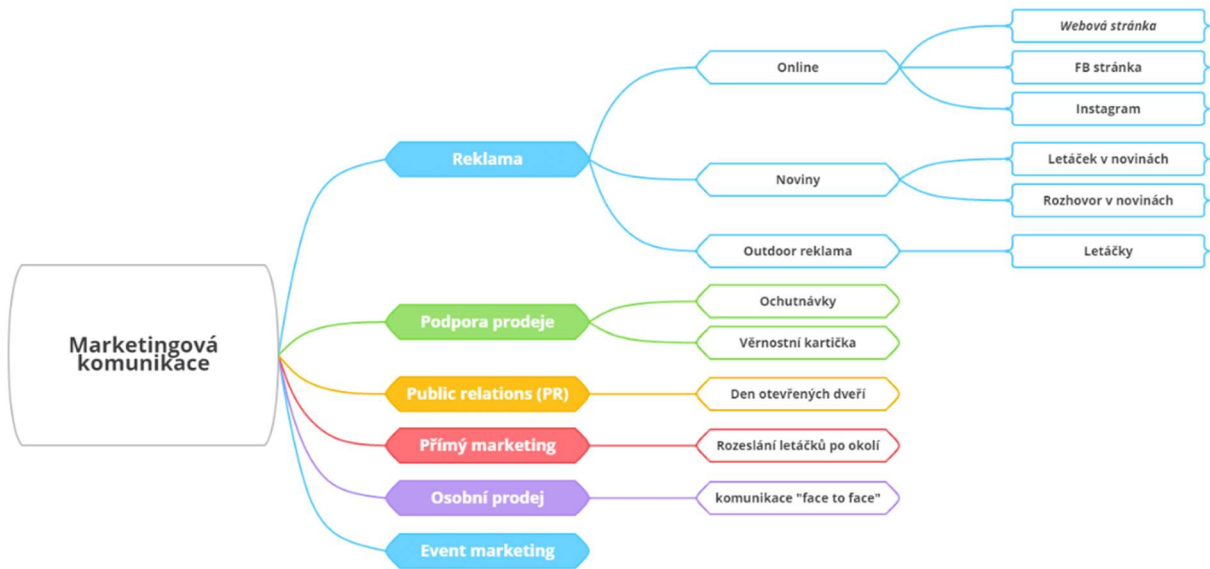 Marketingová
komunikace
Reklama
Online
Webová stránka
FB stránka
Instagram
Noviny
Letáček v novinách
Rozhovor v novinách
Outdoor reklama
Letáčky
Podpora prodeje
Ochutnávky
Věrnostní kartička
Public relations (PR)
Den otevřených dveří
Přímý marketing
Rozeslání letáčků po okolí
Osobní prodej
komunikace "face to face"
Event marketing